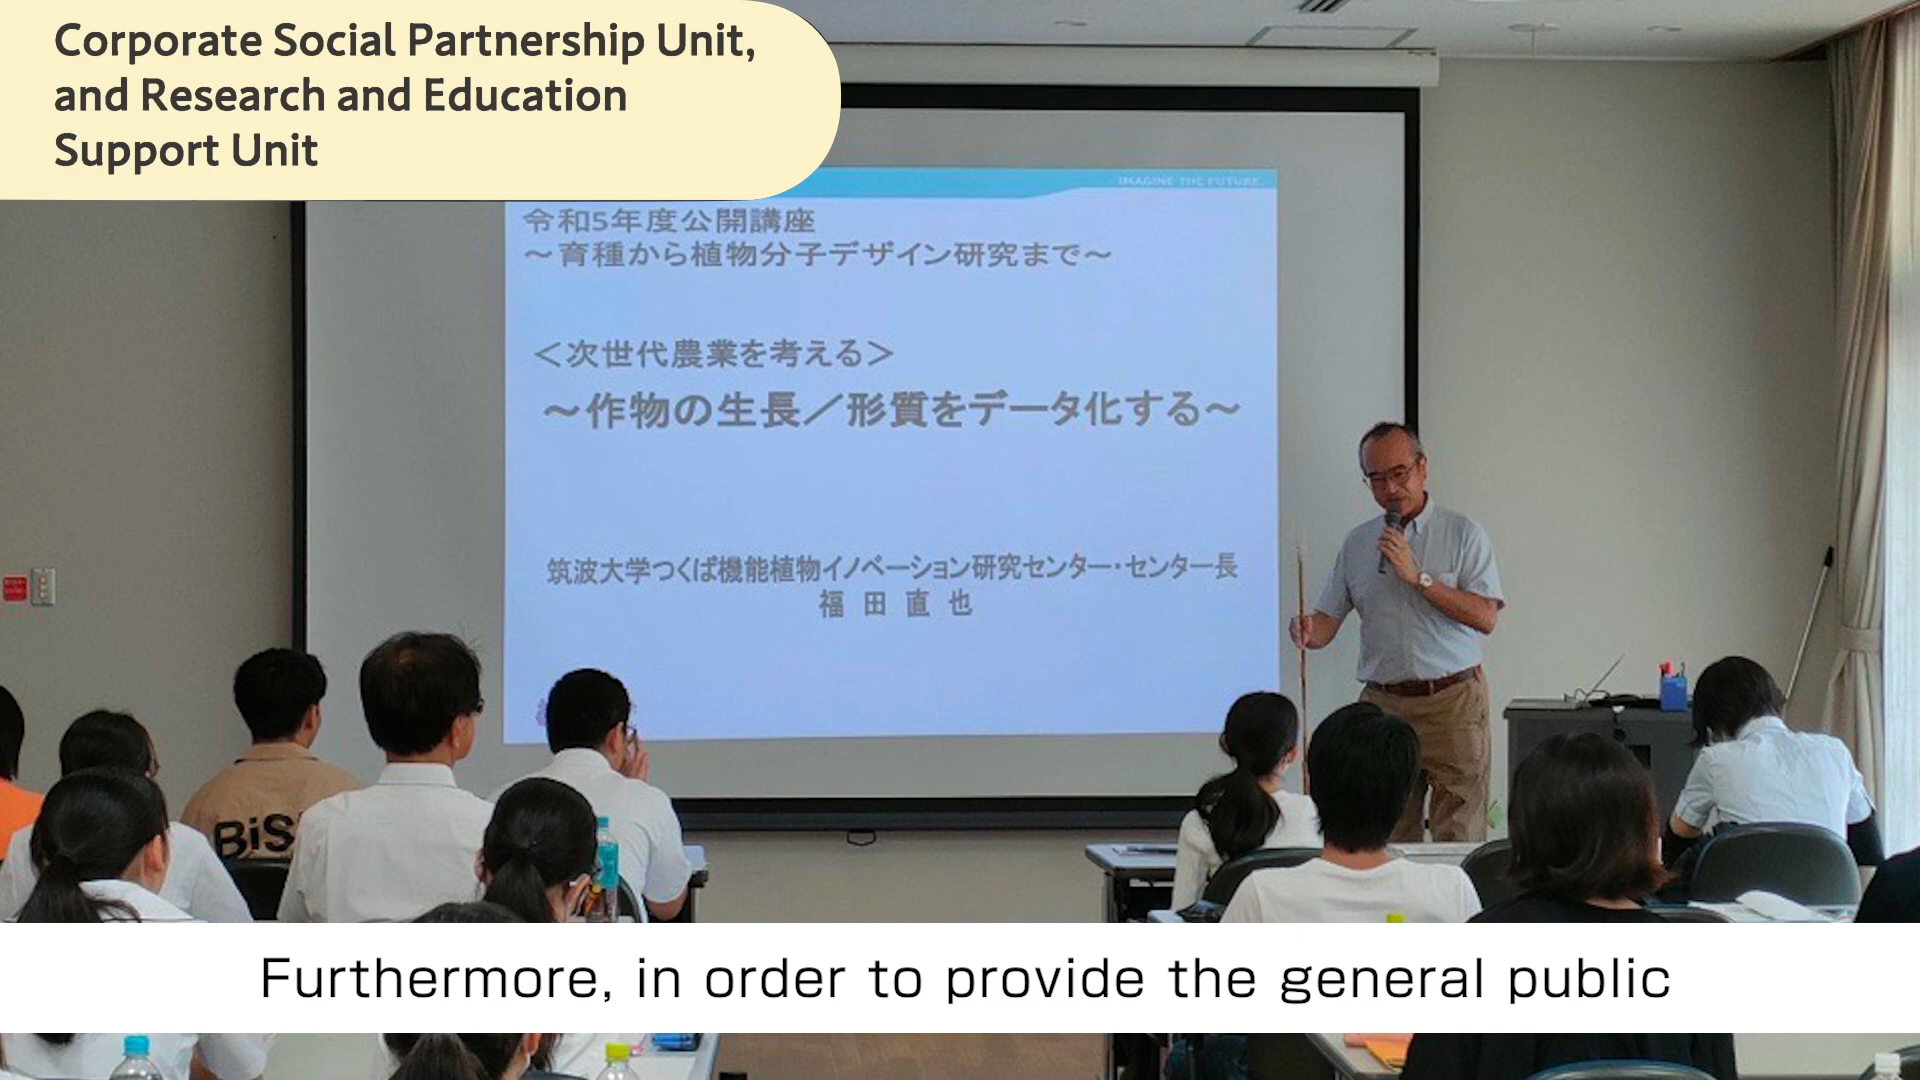 Corporate Social Partnership Unit,
and Research and Education
Support Unit
IMAGINE THE FUTURE.
令和5年度公開講座
～育種から植物分子デザイン研究まで～
＜次世代農業を考える＞
～作物の生長／形質をデータ化する～
筑波大学つくば機能植物イノベーション研究センター・センター長
福田直也
BiS
Furthermore, in order to provide the general public